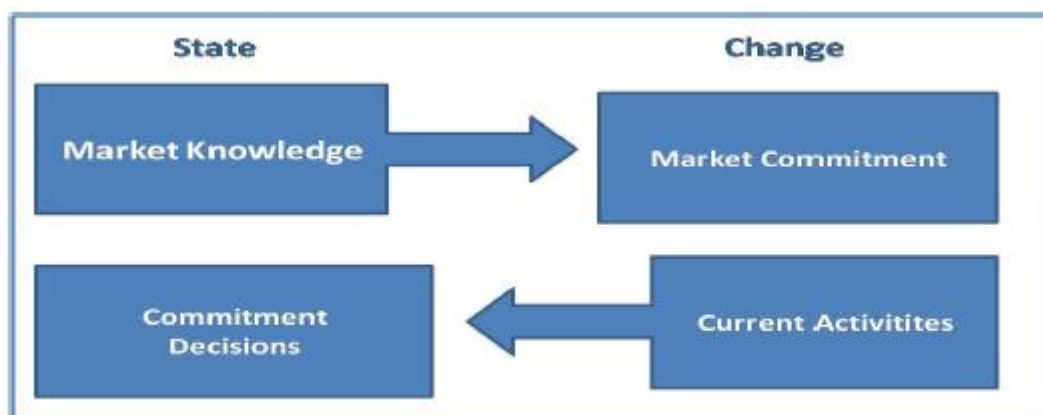 State
Change
Market Knowledge
Market Commitment
Commitment
Decisions
Current Activitites